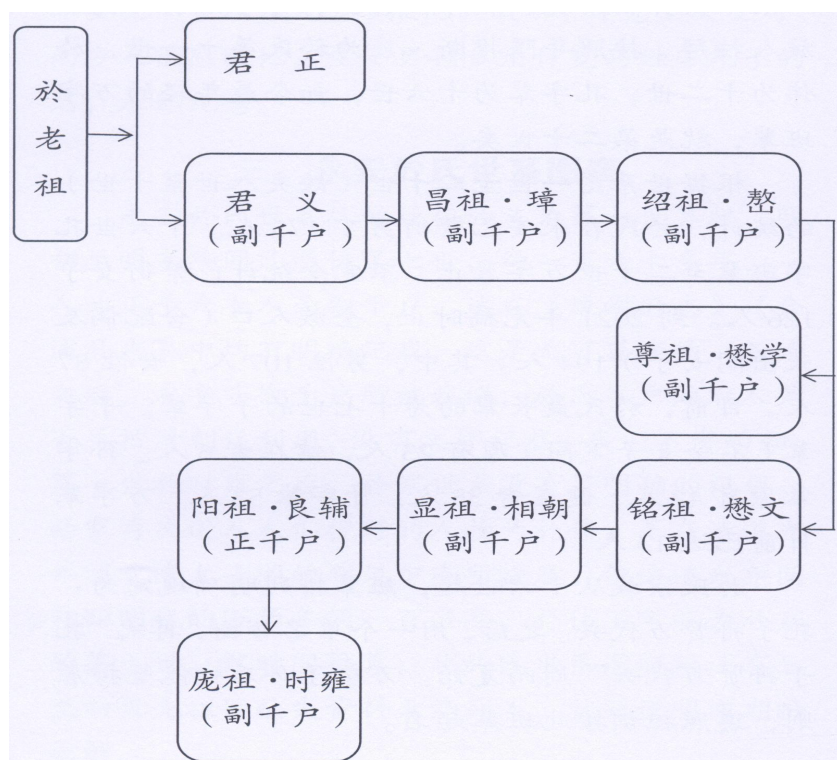 於老祖
君 正
君 义
(副千户)
昌祖·璋
(副千户)
绍祖·憨
(副千户)
尊祖·懋学
(副千户)
铭祖·懋文
(副千户)
显祖·相朝
(副千户)
阳祖·良辅
(正千户)
庞祖·时雍
(副千户)